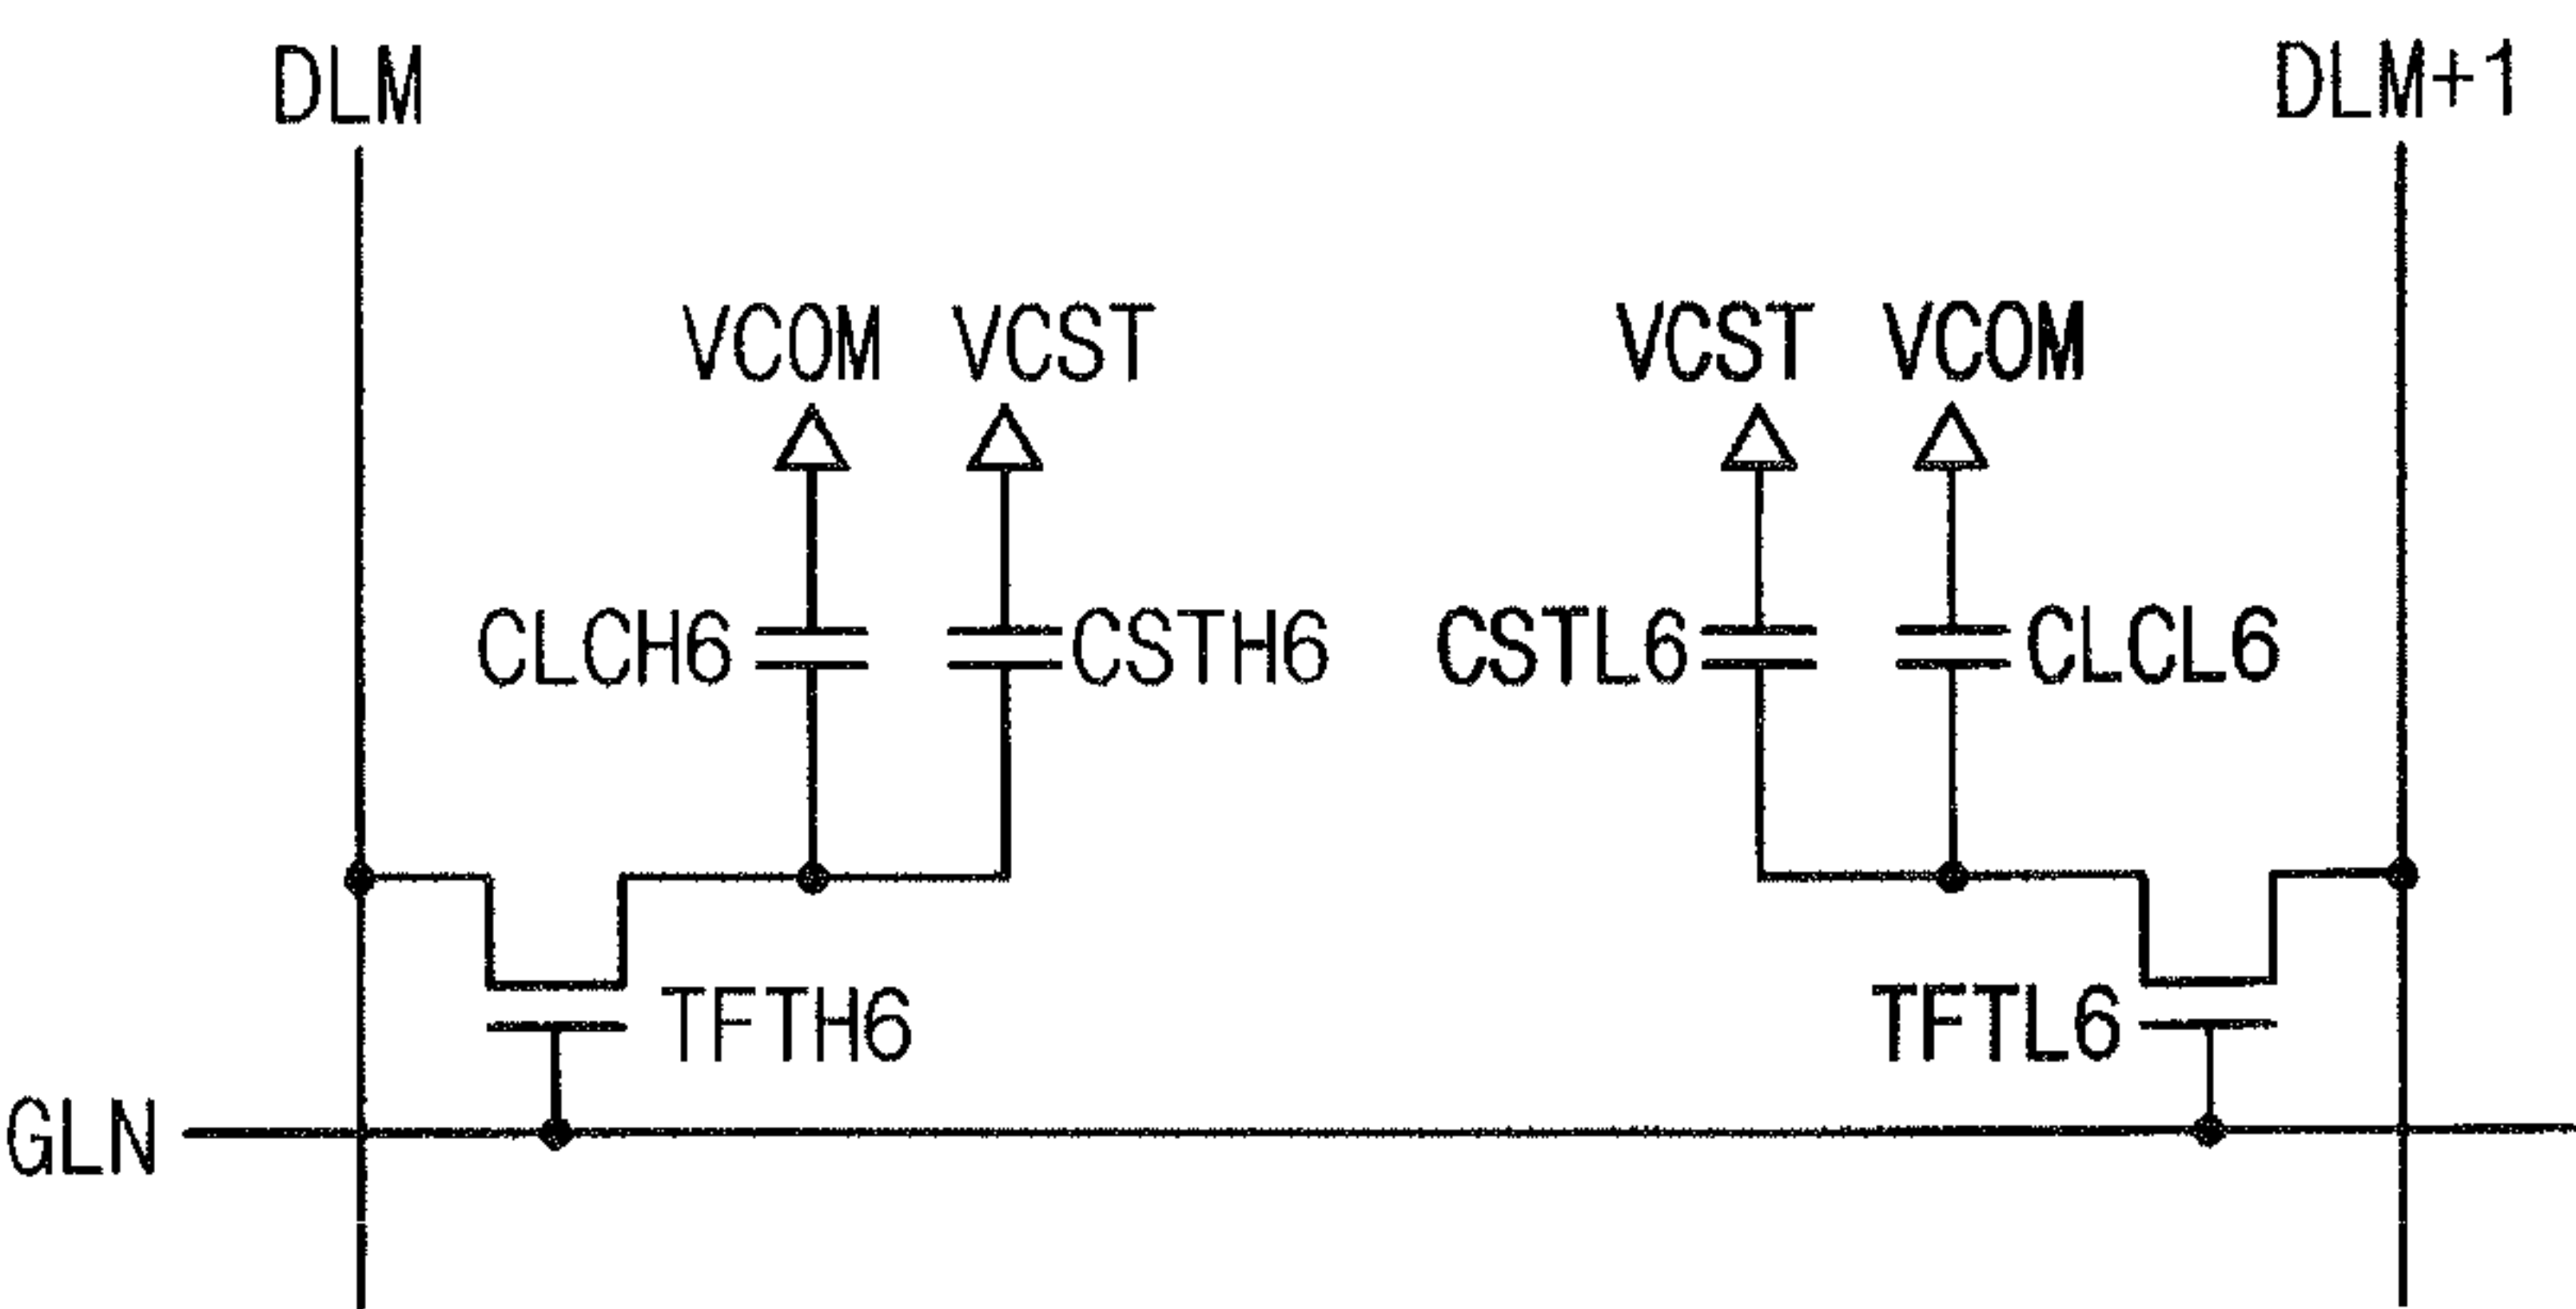 DLM DLM+1
VCOM VCST VCST VCOM
CLCH6 CSTH6 CSTL6 CLCL6
TFTH6 TFTL6
GLN